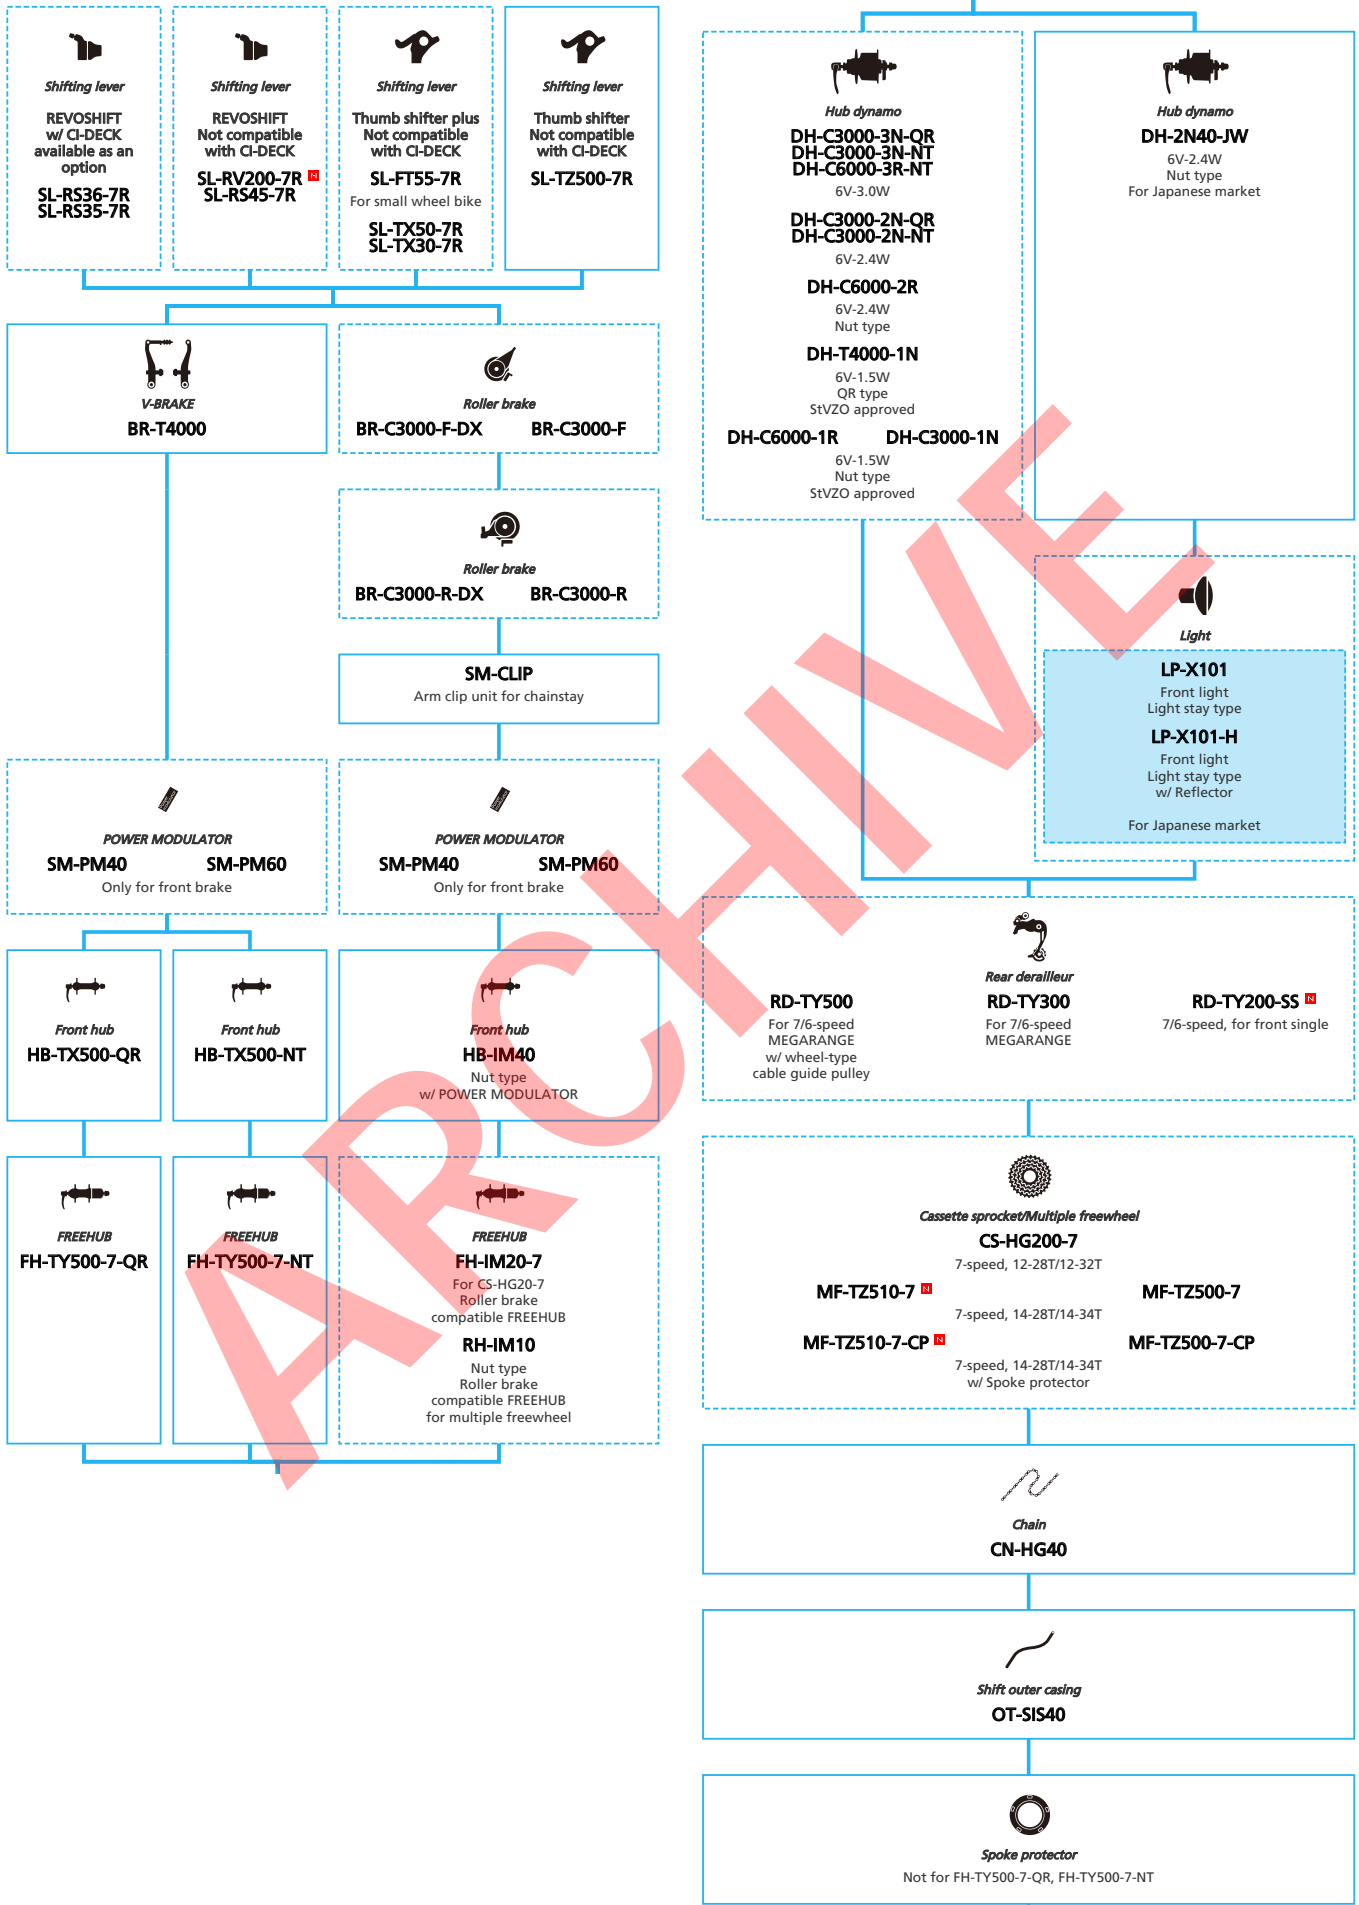 Shifting lever
REVOSHIFT
w/ CI-DECK
available as an
option
SL-RS36-7R
SL-RS35-7R
Shifting lever
REVOSHIFT
Not compatible
with CI-DECK
SL-RV200-7R N
SL-RS45-7R
Shifting lever
Thumb shifter plus
Not compatible
with CI-DECK
SL-FT55-7R
For small wheel bike
SL-TX50-7R
SL-TX30-7R
Shifting lever
Thumb shifter
Not compatible
with CI-DECK
SL-TZ500-7R
V-BRAKE
BR-T4000
Roller brake
BR-C3000-F-DX BR-C3000-F
Roller brake
BR-C3000-R-DX BR-C3000-R
SM-CLIP
Arm clip unit for chainstay
POWER MODULATOR
SM-PM40 SM-PM60
Only for front brake
POWER MODULATOR
SM-PM40 SM-PM60
Only for front brake
Front hub
HB-TX500-QR
Front hub
HB-TX500-NT
Front hub
HB-IM40
Nut type
w/ POWER MODULATOR
FREEHUB
FH-TY500-7-QR
FREEHUB
FH-TY500-7-NT
FREEHUB
FH-IM20-7
For CS-HG20-7
Roller brake
compatible FREEHUB
RH-IM10
Nut type
Roller brake
compatible FREEHUB
for multiple freewheel
Hub dynamo
DH-C3000-3N-QR
DH-C3000-3N-NT
DH-C6000-3R-NT
6V-3.0W
DH-C3000-2N-QR
DH-C3000-2N-NT
6V-2.4W
DH-C6000-2R
6V-2.4W
Nut type
DH-T4000-1N
6V-1.5W
QR type
StVZO approved
DH-C6000-1R DH-C3000-1N
6V-1.5W
Nut type
StVZO approved
Hub dynamo
DH-2N40-JW
6V-2.4W
Nut type
For Japanese market
Light
LP-X101
Front light
Light stay type
LP-X101-H
Front light
Light stay type
w/ Reflector
For Japanese market
Rear derailleur
RD-TY500
For 7/6-speed
MEGARANGE
w/ wheel-type
cable guide pulley
RD-TY300
For 7/6-speed
MEGARANGE
RD-TY200-SS N
7/6-speed, for front single
Cassette sprocket/Multiple freewheel
CS-HG200-7
7-speed, 12-28T/12-32T
MF-TZ510-7 N MF-TZ500-7
7-speed, 14-28T/14-34T
MF-TZ510-7-CP N MF-TZ500-7-CP
7-speed, 14-28T/14-34T
w/ Spoke protector
Chain
CN-HG40
Shift outer casing
OT-SIS40
Spoke protector
Not for FH-TY500-7-QR, FH-TY500-7-NT
ARCHIVE